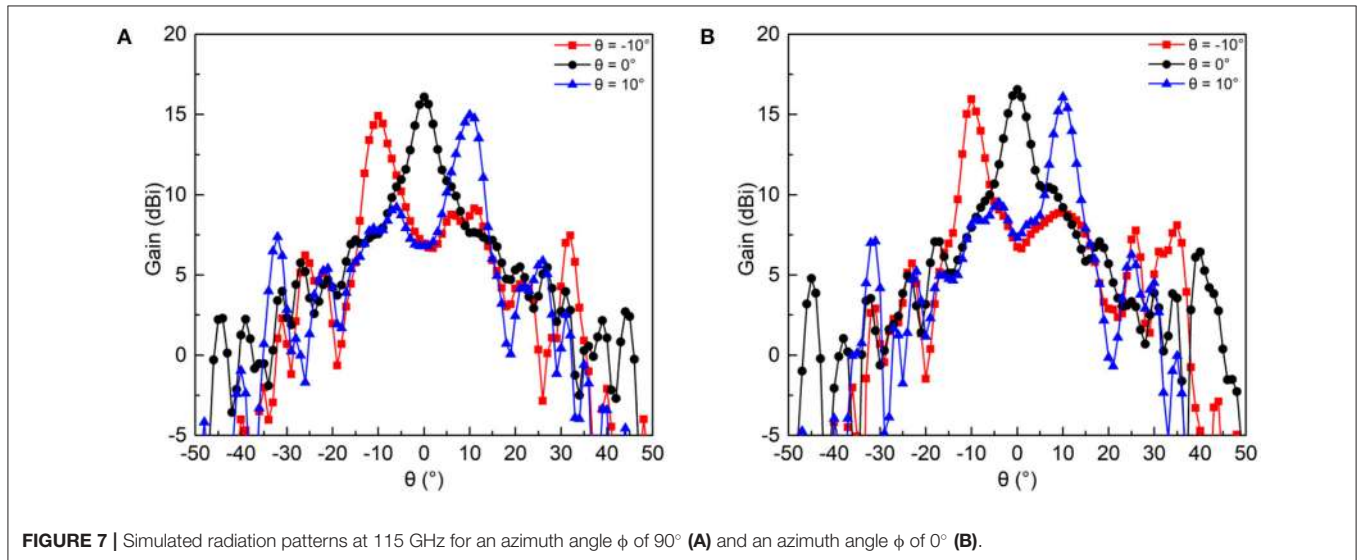 A
20
15
10
5
0
-5
Gain (dBi)
-50 -40 -30 -20 -10 0 10 20 30 40 50
θ (°)
θ = -10°
θ = 0°
θ = 10°
B
20
15
10
5
0
-5
Gain (dBi)
-50 -40 -30 -20 -10 0 10 20 30 40 50
θ (°)
θ = -10°
θ = 0°
θ = 10°
FIGURE 7 | Simulated radiation patterns at 115 GHz for an azimuth angle ϕ of 90° (A) and an azimuth angle ϕ of 0° (B).